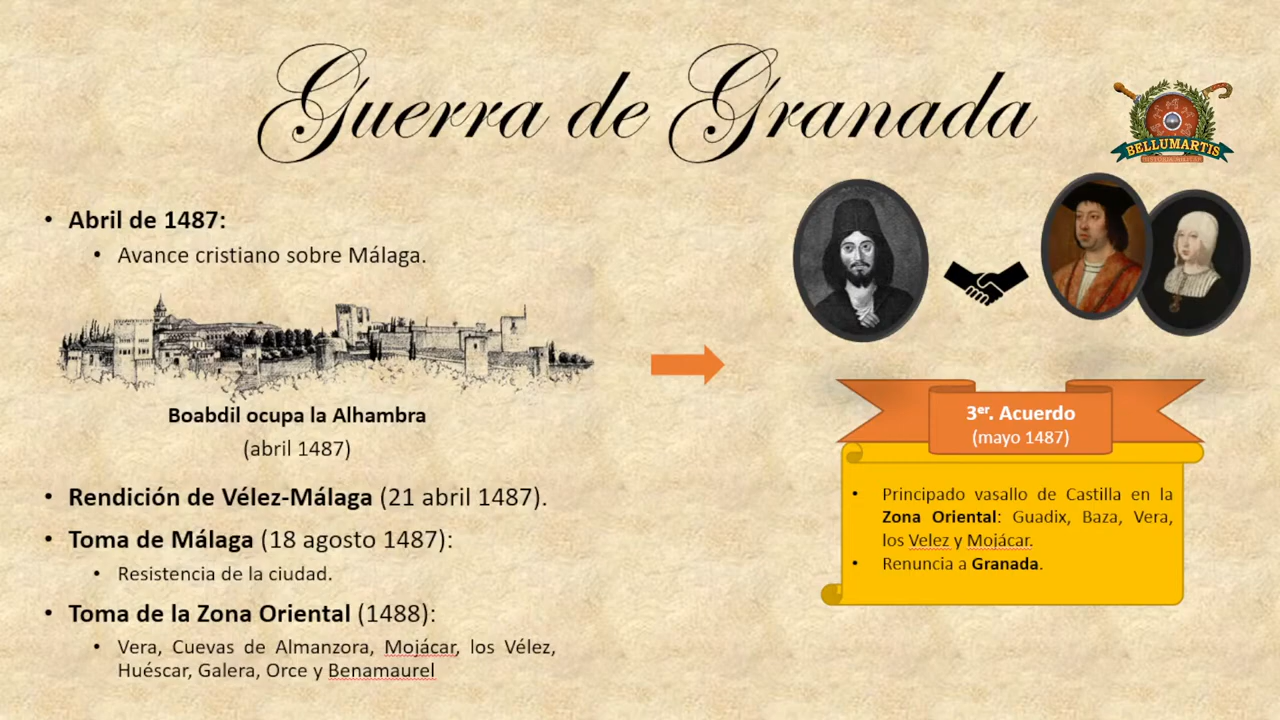 Guerra de Granada
BELLUMARTIS
HISTORIA MILITAR
• Abril de 1487:
• Avance cristiano sobre Málaga.
Boabdil ocupa la Alhambra
(abril 1487)
• Rendición de Vélez-Málaga (21 abril 1487).
• Toma de Málaga (18 agosto 1487):
• Resistencia de la ciudad.
• Toma de la Zona Oriental (1488):
• Vera, Cuevas de Almanzora, Mojácar, los Vélez,
Huéscar, Galera, Orce y Benamaurel
3er. Acuerdo
(mayo 1487)
• Principado vasallo de Castilla en la
Zona Oriental: Guadix, Baza, Vera,
los Velez y Mojácar.
• Renuncia a Granada.